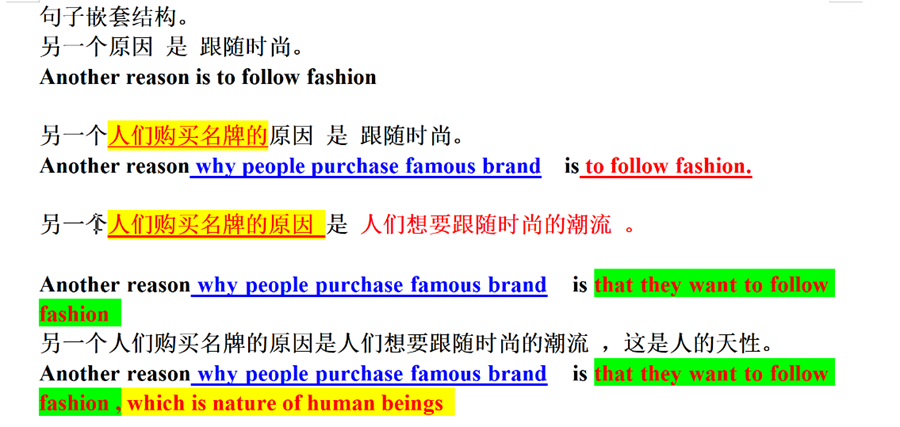 句子嵌套结构。
另一个原因 是 跟随时尚。
Another reason is to follow fashion
另一个人们购买名牌的原因 是 跟随时尚。
Another reason why people purchase famous brand is to follow fashion.
另一个人们购买名牌的原因 是 人们想要跟随时尚的潮流 。
Another reason why people purchase famous brand is that they want to follow
fashion
另一个人们购买名牌的原因是人们想要跟随时尚的潮流 ，这是人的天性。
Another reason why people purchase famous brand is that they want to follow
fashion , which is nature of human beings